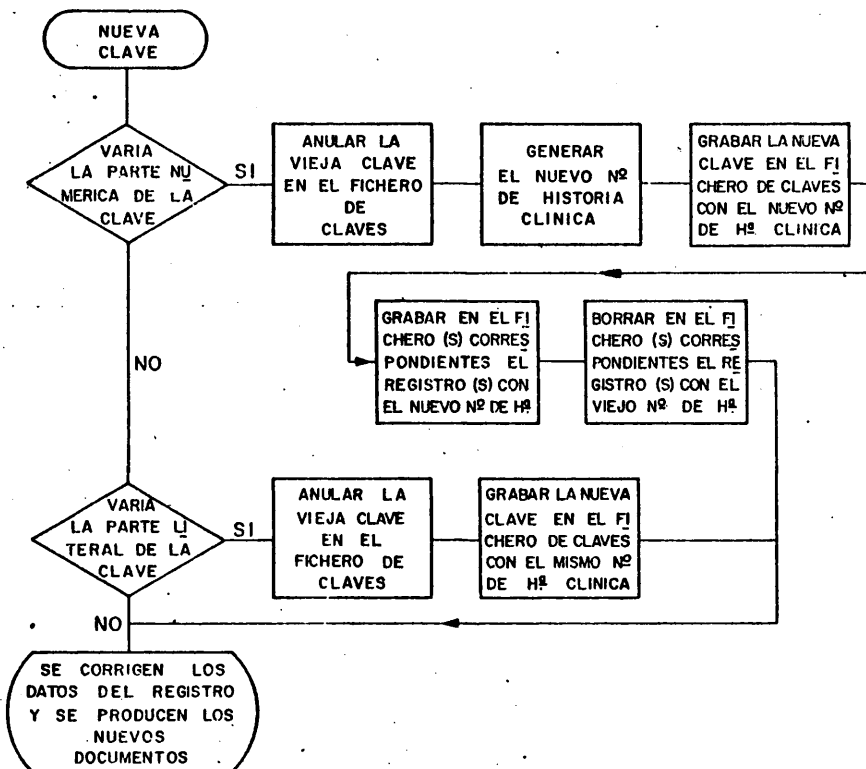 NUEVA
CLAVE
VARIA
LA PARTE NU
MERICA DE LA
CLAVE
SI
ANULAR LA
VIEJA CLAVE
EN EL FICHERO
DE
CLAVES
GENERAR
EL NUEVO Nº
DE HISTORIA
CLINICA
GRABAR LA NUEVA
CLAVE EN EL FI
CHERO DE CLAVES
CON EL NUEVO Nº
DE Hª CLINICA
GRABAR EN EL FI
CHERO (S) CORRES
PONDIENTES EL
REGISTRO (S) CON
EL NUEVO Nº DE Hª
BORRAR EN EL FI
CHERO (S) CORRES
PONDIENTES EL RE
GISTRO (S) CON EL
VIEJO Nº DE Hª
NO
VARIA
LA PARTE LI
TERAL DE LA
CLAVE
SI
ANULAR LA
VIEJA CLAVE
EN EL
FICHERO DE
CLAVES
GRABAR LA NUEVA
CLAVE EN EL FI
CHERO DE CLAVES
CON EL MISMO Nº
DE Hª CLINICA
NO
SE CORRIGEN LOS
DATOS DEL REGISTRO
Y SE PRODUCEN LOS
NUEVOS
DOCUMENTOS